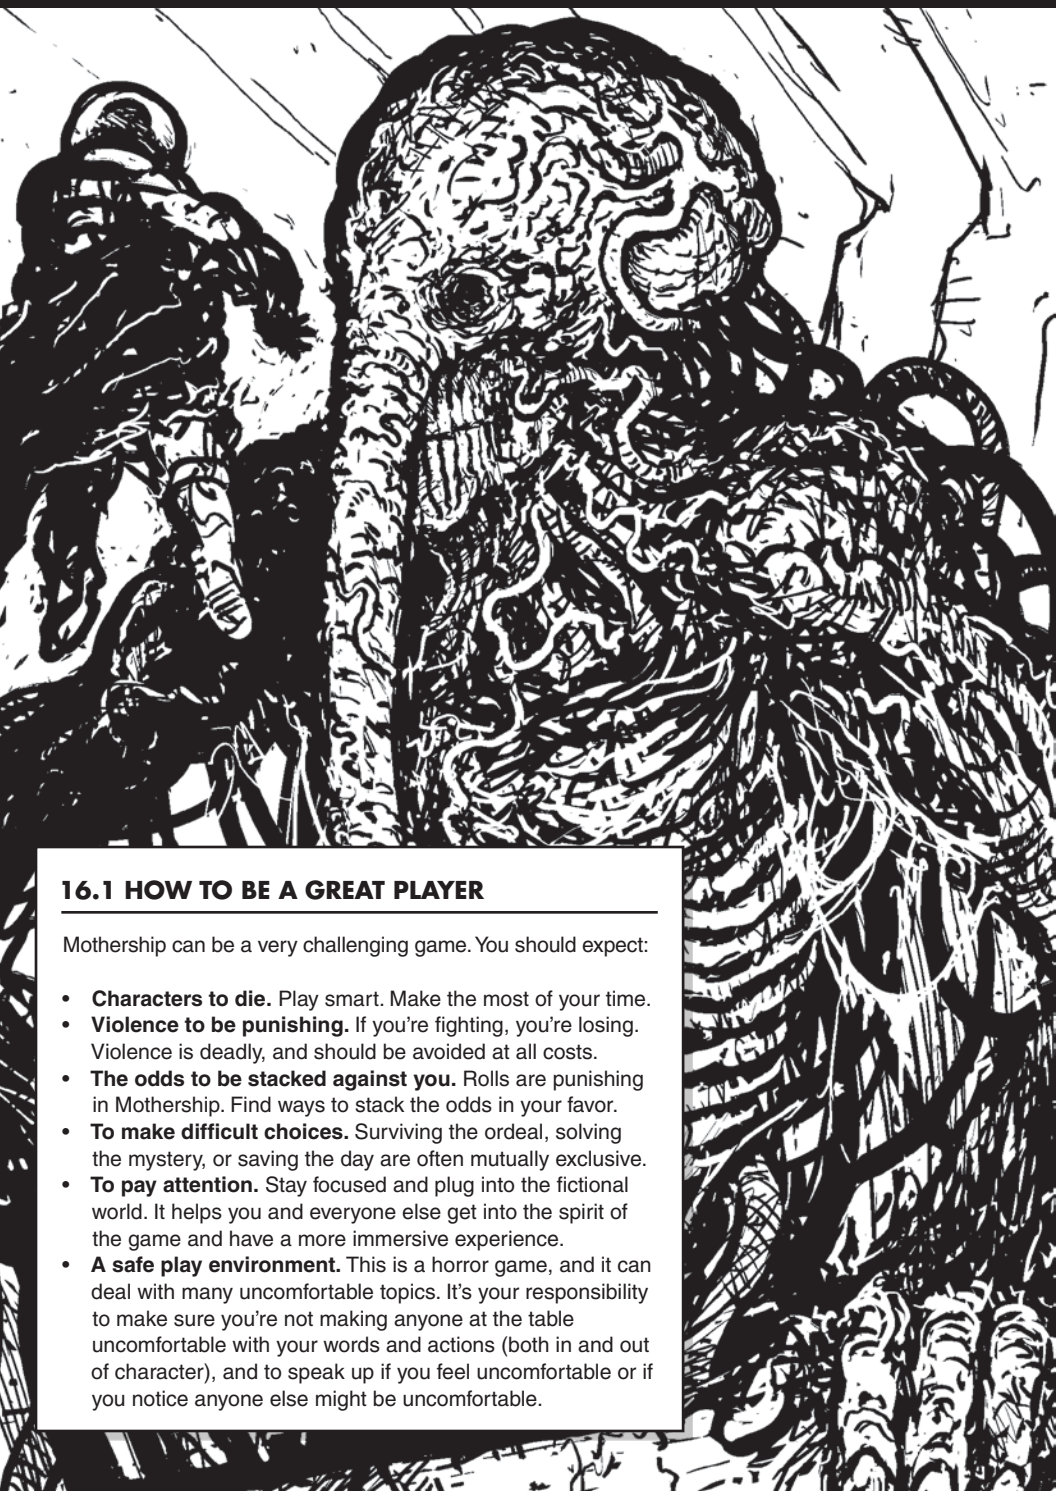 16.1 HOW TO BE A GREAT PLAYER
Mothership can be a very challenging game. You should expect:
• Characters to die. Play smart. Make the most of your time.
• Violence to be punishing. If you're fighting, you're losing.
Violence is deadly, and should be avoided at all costs.
• The odds to be stacked against you. Rolls are punishing
in Mothership. Find ways to stack the odds in your favor.
• To make difficult choices. Surviving the ordeal, solving
the mystery, or saving the day are often mutually exclusive.
• To pay attention. Stay focused and plug into the fictional
world. It helps you and everyone else get into the spirit of
the game and have a more immersive experience.
• A safe play environment. This is a horror game, and it can
deal with many uncomfortable topics. It's your responsibility
to make sure you're not making anyone at the table
uncomfortable with your words and actions (both in and out
of character), and to speak up if you feel uncomfortable or if
you notice anyone else might be uncomfortable.